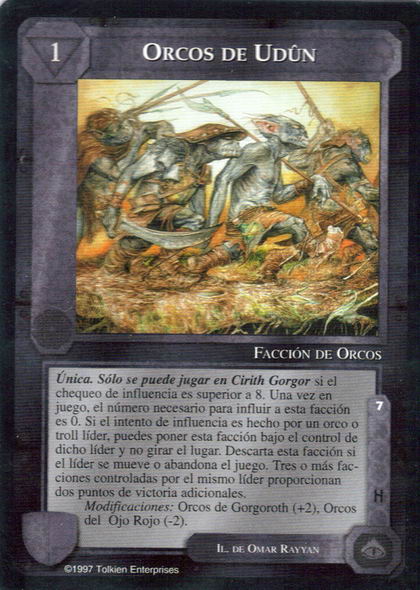 1
ORCOS DE UDÛN
FACCIÓN DE ORCOS
Única. Sólo se puede jugar en Cirith Gorgor si el
chequeo de influencia es superior a 8. Una vez en
juego, el número necesario para influir a esta facción
es 0. Si el intento de influencia es hecho por un orco o
troll líder, puedes poner esta facción bajo el control de
dicho líder y no girar el lugar. Descarta esta facción si
el líder se mueve o abandona el juego. Tres o más fac-
ciones controladas por el mismo líder proporcionan
dos puntos de victoria adicionales.
Modificaciones: Orcos de Gorgoroth (+2), Orcos
del Ojo Rojo (-2).
7
H
IL. DE OMAR RAYYAN
©1997 Tolkien Enterprises